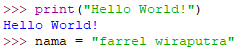 >>> print("Hello World!")
Hello World!
>>> nama = "farrel wiraputra"